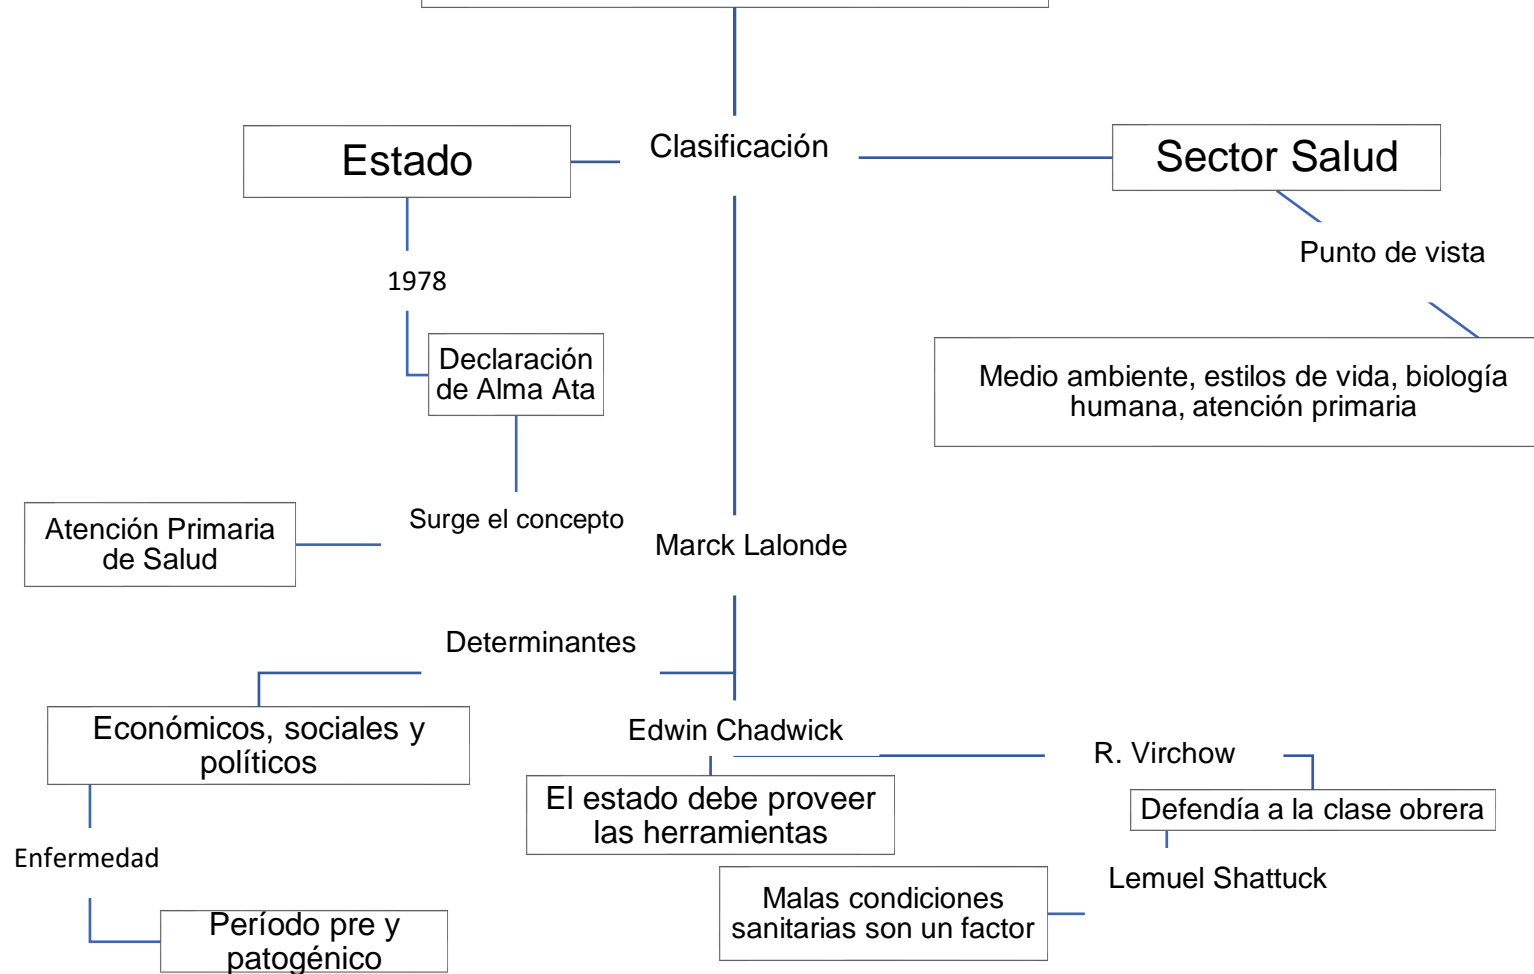 Clasificación
Estado
Sector Salud
Punto de vista
1978
Declaración
de Alma Ata
Medio ambiente, estilos de vida, biología
humana, atención primaria
Surge el concepto
Atención Primaria
de Salud
Marck Lalonde
Determinantes
Económicos, sociales y
políticos
Edwin Chadwick
R. Virchow
El estado debe proveer
las herramientas
Defendía a la clase obrera
Enfermedad
Lemuel Shattuck
Malas condiciones
sanitarias son un factor
Período pre y
patogénico